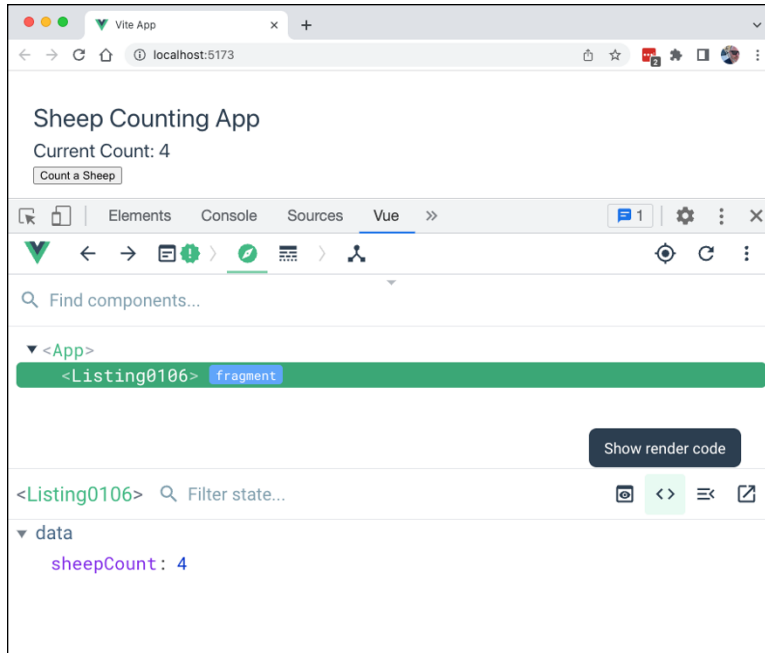 Vite App
localhost:5173
2
Sheep Counting App
Current Count: 4
Count a Sheep
Elements Console Sources Vue 1
Find components...
<App>
<Listing0106> fragment
Show render code
<Listing0106> Filter state...
data
sheepCount: 4